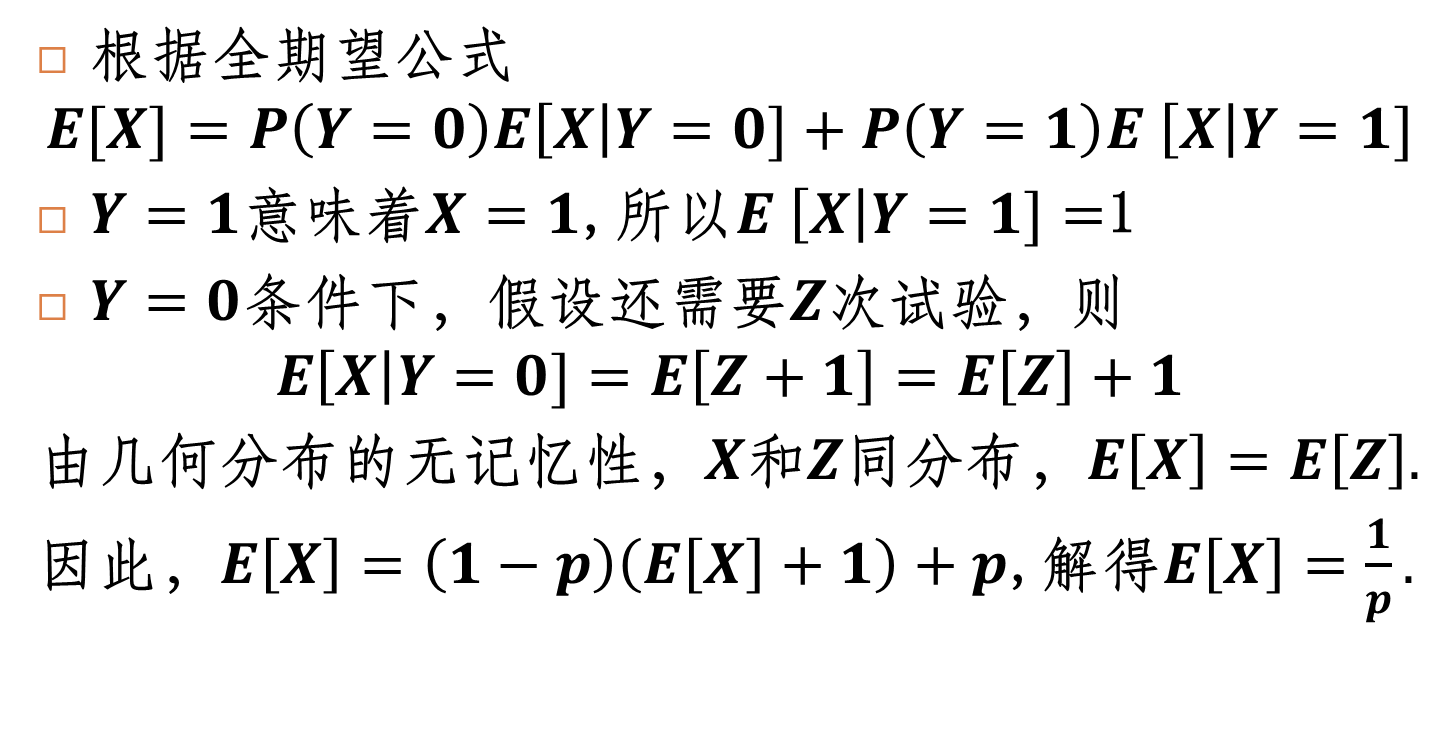 □ 根据全期望公式
E[X] = P(Y = 0)E[X|Y = 0] + P(Y = 1)E [X|Y = 1]
□ Y = 1意味着X = 1, 所以E [X|Y = 1] =1
□ Y = 0条件下，假设还需要Z次试验，则
E[X|Y = 0] = E[Z + 1] = E[Z] + 1
由几何分布的无记忆性，X和Z同分布，E[X] = E[Z].
因此，E[X] = (1 − p)(E[X] + 1) + p, 解得E[X] = 1/p.